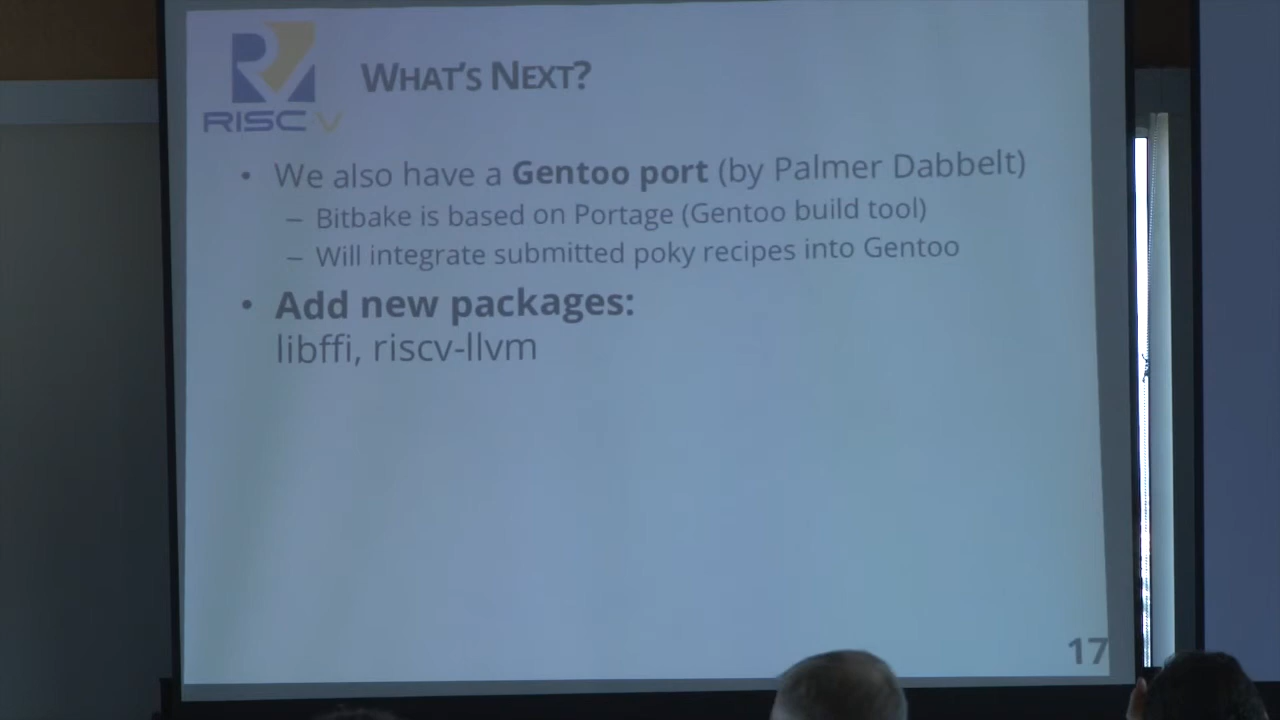 RISC V
WHAT'S NEXT?
• We also have a Gentoo port (by Palmer Dabbelt)
– Bitbake is based on Portage (Gentoo build tool)
– Will integrate submitted poky recipes into Gentoo
• Add new packages:
libffi, riscv-llvm
17